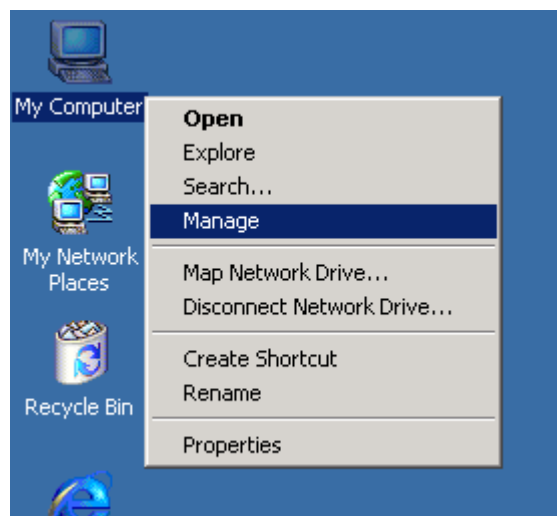 My Computer
Open
Explore
Search...
Manage
Map Network Drive...
Disconnect Network Drive...
Create Shortcut
Rename
Properties
My Network
Places
Recycle Bin